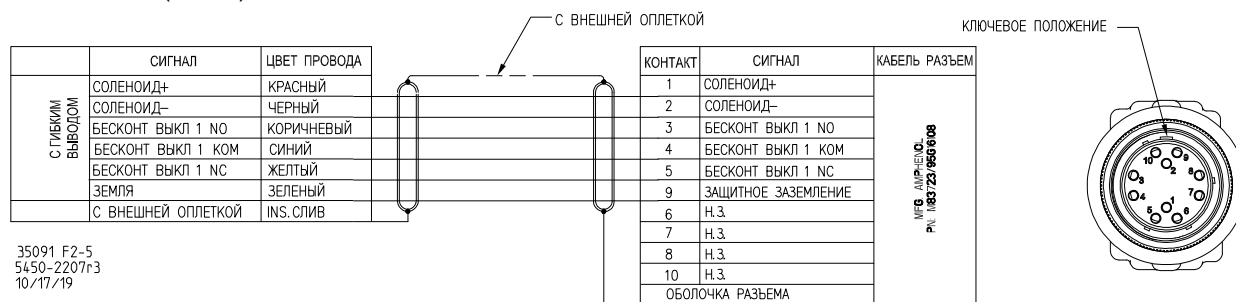 С ВНЕШНЕЙ ОПЛЕТКОЙ
КЛЮЧЕВОЕ ПОЛОЖЕНИЕ
СИГНАЛ ЦВЕТ ПРОВОДА
С ГИБКИМ ВЫВОДОМ
СОЛЕНОИД+ КРАСНЫЙ
СОЛЕНОИД– ЧЕРНЫЙ
БЕСКОНТ ВЫКЛ 1 NO КОРИЧНЕВЫЙ
БЕСКОНТ ВЫКЛ 1 КОМ СИНИЙ
БЕСКОНТ ВЫКЛ 1 NC ЖЕЛТЫЙ
ЗЕМЛЯ ЗЕЛЕНЫЙ
С ВНЕШНЕЙ ОПЛЕТКОЙ INS. СЛИВ
КОНТАКТ СИГНАЛ КАБЕЛЬ РАЗЪЕМ
1 СОЛЕНОИД+
2 СОЛЕНОИД–
3 БЕСКОНТ ВЫКЛ 1 NO
4 БЕСКОНТ ВЫКЛ 1 КОМ
5 БЕСКОНТ ВЫКЛ 1 NC
9 ЗАЩИТНОЕ ЗАЗЕМЛЕНИЕ
6 Н.З.
7 Н.З.
8 Н.З.
10 Н.З.
ОБОЛОЧКА РАЗЪЕМА
MFG. AMPHENOL
PN: M83723/95G16108
10 9
2
3 8
4 7
1
5 6
35091 F2-5
5450-2207r3
10/17/19